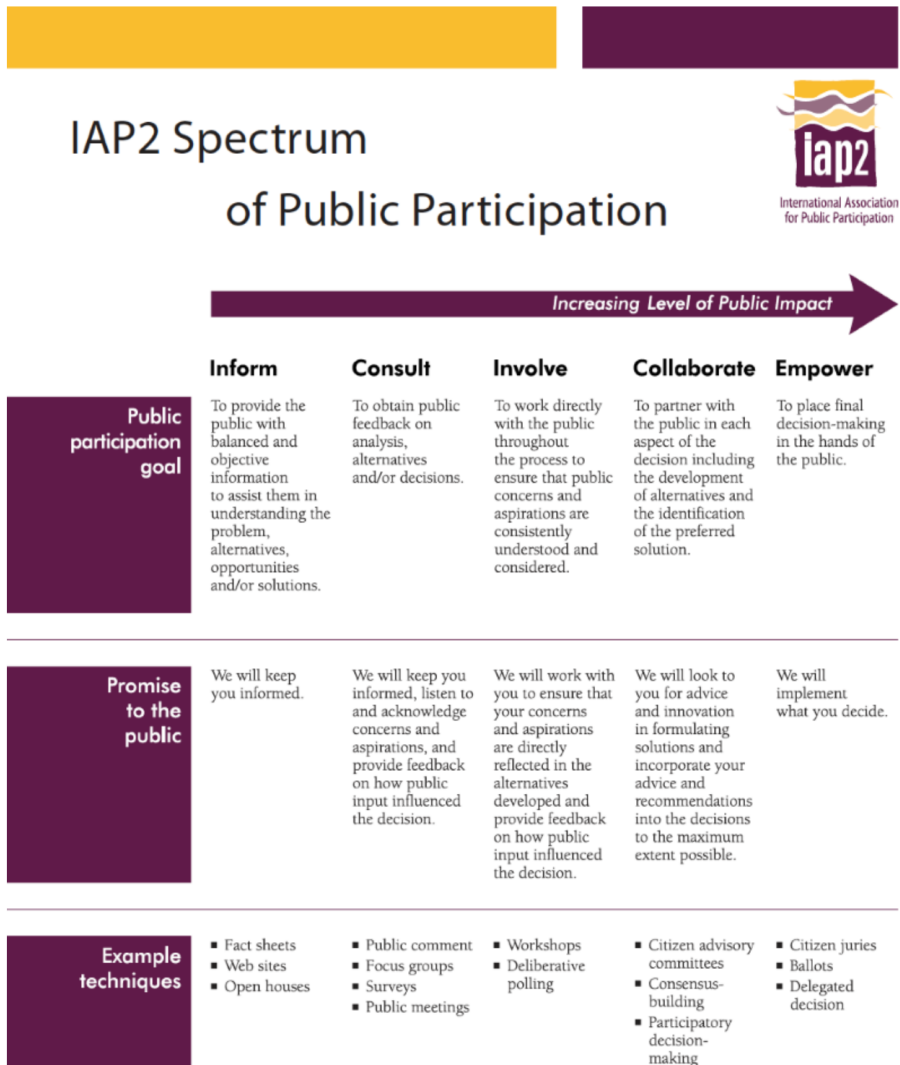 IAP2 Spectrum
of Public Participation
iap2
International Association
for Public Participation
Increasing Level of Public Impact
Inform
Consult
Involve
Collaborate
Empower
Public
participation
goal
To provide the
public with
balanced and
objective
information
to assist them in
understanding the
problem,
alternatives,
opportunities
and/or solutions.
To obtain public
feedback on
analysis,
alternatives
and/or decisions.
To work directly
with the public
throughout
the process to
ensure that public
concerns and
aspirations are
consistently
understood and
considered.
To partner with
the public in each
aspect of the
decision including
the development
of alternatives and
the identification
of the preferred
solution.
To place final
decision-making
in the hands of
the public.
Promise
to the
public
We will keep
you informed.
We will keep you
informed, listen to
and acknowledge
concerns and
aspirations, and
provide feedback
on how public
input influenced
the decision.
We will work with
you to ensure that
your concerns
and aspirations
are directly
reflected in the
alternatives
developed and
provide feedback
on how public
input influenced
the decision.
We will look to
you for advice
and innovation
in formulating
solutions and
incorporate your
advice and
recommendations
into the decisions
to the maximum
extent possible.
We will
implement
what you decide.
Example
techniques
▪ Fact sheets
▪ Web sites
▪ Open houses
▪ Public comment
▪ Focus groups
▪ Surveys
▪ Public meetings
▪ Workshops
▪ Deliberative
polling
▪ Citizen advisory
committees
▪ Consensus-
building
▪ Participatory
decision-
making
▪ Citizen juries
▪ Ballots
▪ Delegated
decision